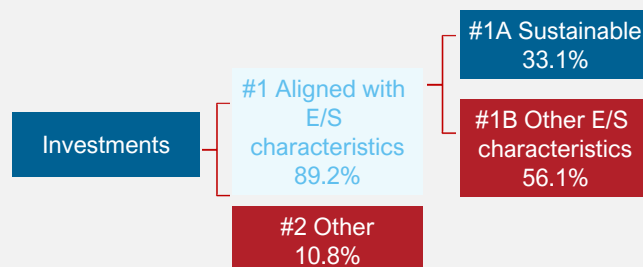 Investments
#1 Aligned with
E/S
characteristics
89.2%
#2 Other
10.8%
#1A Sustainable
33.1%
#1B Other E/S
characteristics
56.1%